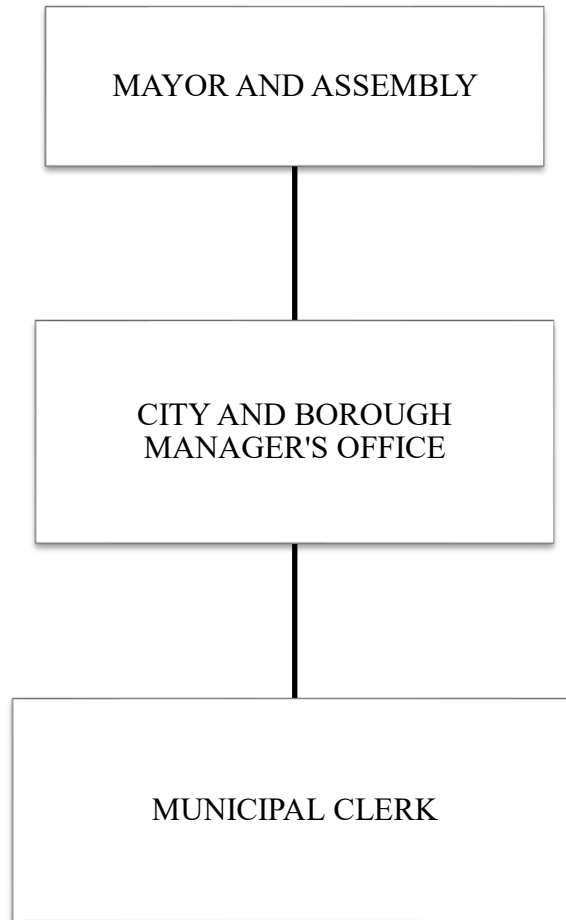 MAYOR AND ASSEMBLY
CITY AND BOROUGH
MANAGER'S OFFICE
MUNICIPAL CLERK